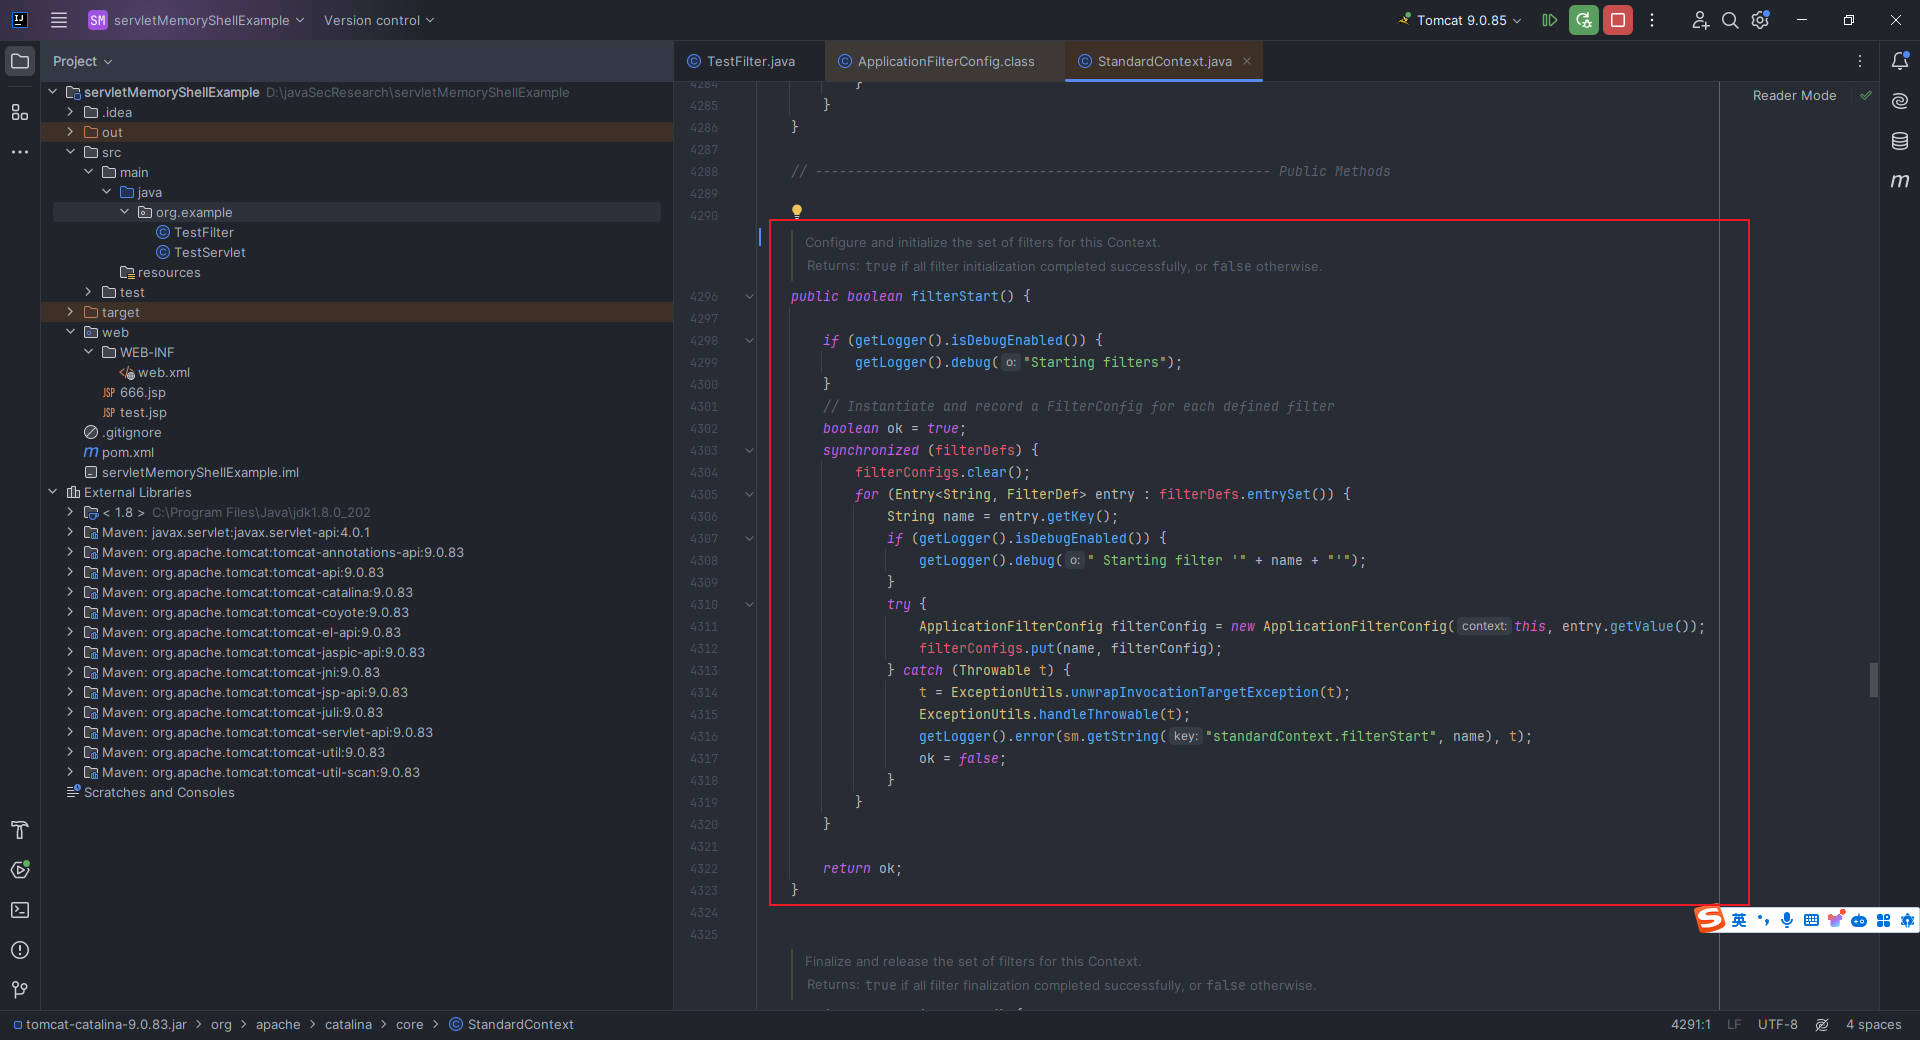 SM servletMemoryShellExample Version control Tomcat 9.0.85
Project
TestFilter.java ApplicationFilterConfig.class StandardContext.java
servletMemoryShellExample D:\javaSecResearch\servletMemoryShellExample
.idea
out
src
main
java
org.example
TestFilter
TestServlet
resources
test
target
web
WEB-INF
web.xml
JSP 666.jsp
JSP test.jsp
.gitignore
m pom.xml
servletMemoryShellExample.iml
External Libraries
< 1.8 > C:\Program Files\Java\jdk1.8.0_202
Maven: javax.servlet:javax.servlet-api:4.0.1
Maven: org.apache.tomcat:tomcat-annotations-api:9.0.83
Maven: org.apache.tomcat:tomcat-api:9.0.83
Maven: org.apache.tomcat:tomcat-catalina:9.0.83
Maven: org.apache.tomcat:tomcat-coyote:9.0.83
Maven: org.apache.tomcat:tomcat-el-api:9.0.83
Maven: org.apache.tomcat:tomcat-jaspic-api:9.0.83
Maven: org.apache.tomcat:tomcat-jni:9.0.83
Maven: org.apache.tomcat:tomcat-jsp-api:9.0.83
Maven: org.apache.tomcat:tomcat-juli:9.0.83
Maven: org.apache.tomcat:tomcat-servlet-api:9.0.83
Maven: org.apache.tomcat:tomcat-util:9.0.83
Maven: org.apache.tomcat:tomcat-util-scan:9.0.83
Scratches and Consoles
Reader Mode
4284 }
4285 }
4286 }
4287
4288 // --------------------------------------------------------- Public Methods
4289
4290
Configure and initialize the set of filters for this Context.
Returns: true if all filter initialization completed successfully, or false otherwise.
4296 public boolean filterStart() {
4297
4298 if (getLogger().isDebugEnabled()) {
4299 getLogger().debug( o: "Starting filters");
4300 }
4301 // Instantiate and record a FilterConfig for each defined filter
4302 boolean ok = true;
4303 synchronized (filterDefs) {
4304 filterConfigs.clear();
4305 for (Entry<String, FilterDef> entry : filterDefs.entrySet()) {
4306 String name = entry.getKey();
4307 if (getLogger().isDebugEnabled()) {
4308 getLogger().debug( o: " Starting filter '" + name + "'");
4309 }
4310 try {
4311 ApplicationFilterConfig filterConfig = new ApplicationFilterConfig( context: this, entry.getValue());
4312 filterConfigs.put(name, filterConfig);
4313 } catch (Throwable t) {
4314 t = ExceptionUtils.unwrapInvocationTargetException(t);
4315 ExceptionUtils.handleThrowable(t);
4316 getLogger().error(sm.getString( key: "standardContext.filterStart", name), t);
4317 ok = false;
4318 }
4319 }
4320 }
4321
4322 return ok;
4323 }
4324
4325
英
Finalize and release the set of filters for this Context.
Returns: true if all filter finalization completed successfully, or false otherwise.
tomcat-catalina-9.0.83.jar > org > apache > catalina > core > StandardContext 4291:1 LF UTF-8 4 spaces